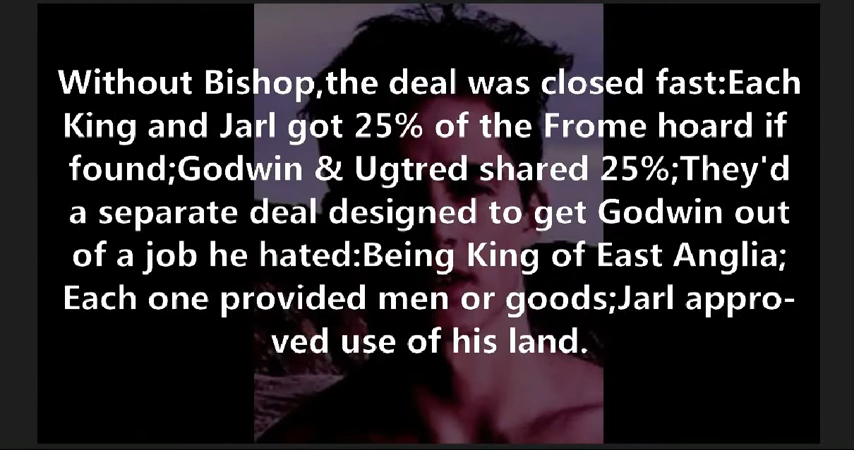 Without Bishop,the deal was closed fast:Each
King and Jarl got 25% of the Frome hoard if
found;Godwin & Ugtred shared 25%;They'd
a separate deal designed to get Godwin out
of a job he hated:Being King of East Anglia;
Each one provided men or goods;Jarl appro-
ved use of his land.